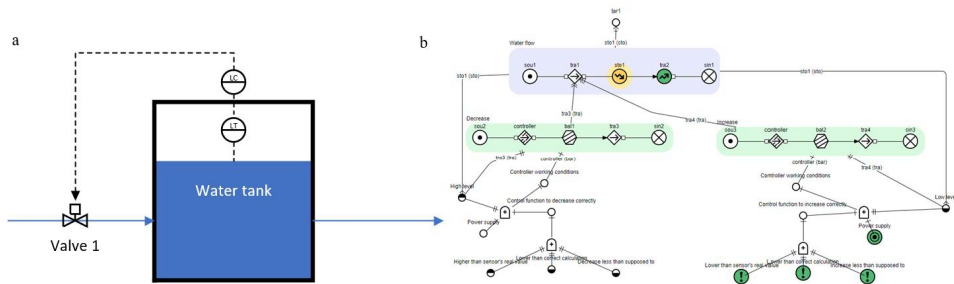 a
LC
LT
Water tank
Valve 1
b
tar1
sto1 (sto)
Water flow
sou1
tra1
sto1
tra2
sin1
sto1 (sto)
sto1 (sto)
tra3 (tra)
tra4 (tra)
Decrease
sou2
controller
bal1
tra3
sin2
Increase
sou3
controller
bal2
tra4
sin3
tra3 (tra)
controller (bar)
controller (bar)
tra4 (tra)
Controller working conditions
Controller working conditions
High level
Low leve
Control function to decrease correctly
Control function to increase correctly
Power supply
Power supply
Higher than sensor's real value
Lower than correct calculation
Decrease less than supposed to
Lower than sensor's real value
Lower than correct calculation
Increase less than supposed to